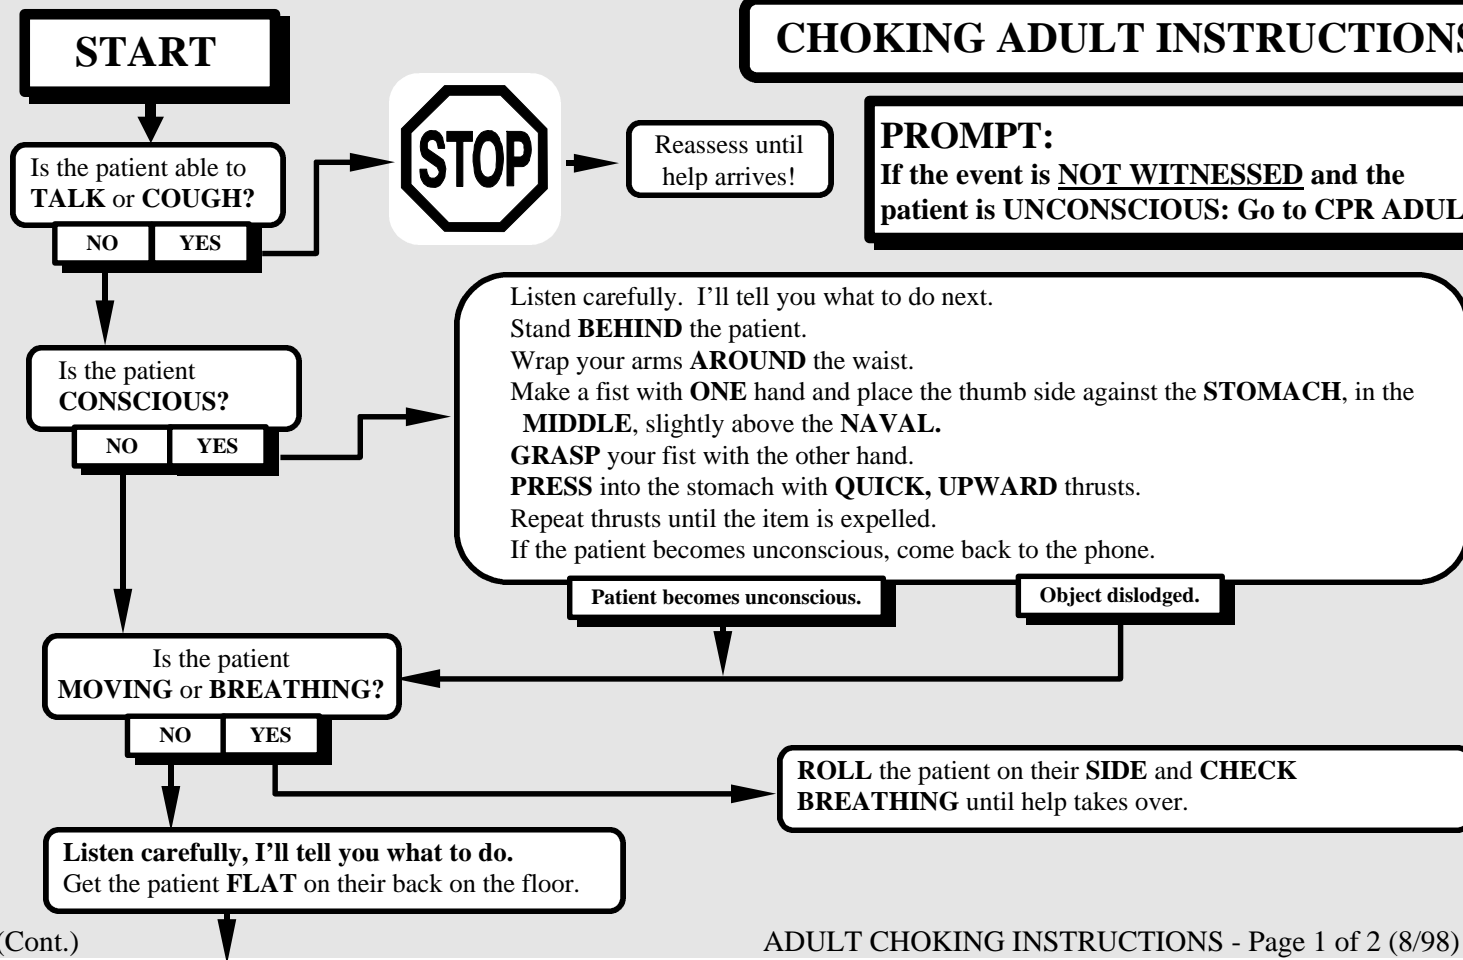 START
CHOKING ADULT INSTRUCTIONS
STOP
Reassess until
help arrives!
PROMPT:
If the event is NOT WITNESSED and the
patient is UNCONSCIOUS: Go to CPR ADUL
Is the patient able to
TALK or COUGH?
NO YES
Listen carefully. I’ll tell you what to do next.
Stand BEHIND the patient.
Wrap your arms AROUND the waist.
Make a fist with ONE hand and place the thumb side against the STOMACH, in the
MIDDLE, slightly above the NAVAL.
GRASP your fist with the other hand.
PRESS into the stomach with QUICK, UPWARD thrusts.
Repeat thrusts until the item is expelled.
If the patient becomes unconscious, come back to the phone.
Is the patient
CONSCIOUS?
NO YES
Patient becomes unconscious.
Object dislodged.
Is the patient
MOVING or BREATHING?
NO YES
ROLL the patient on their SIDE and CHECK
BREATHING until help takes over.
Listen carefully, I’ll tell you what to do.
Get the patient FLAT on their back on the floor.
(Cont.)
ADULT CHOKING INSTRUCTIONS - Page 1 of 2 (8/98)